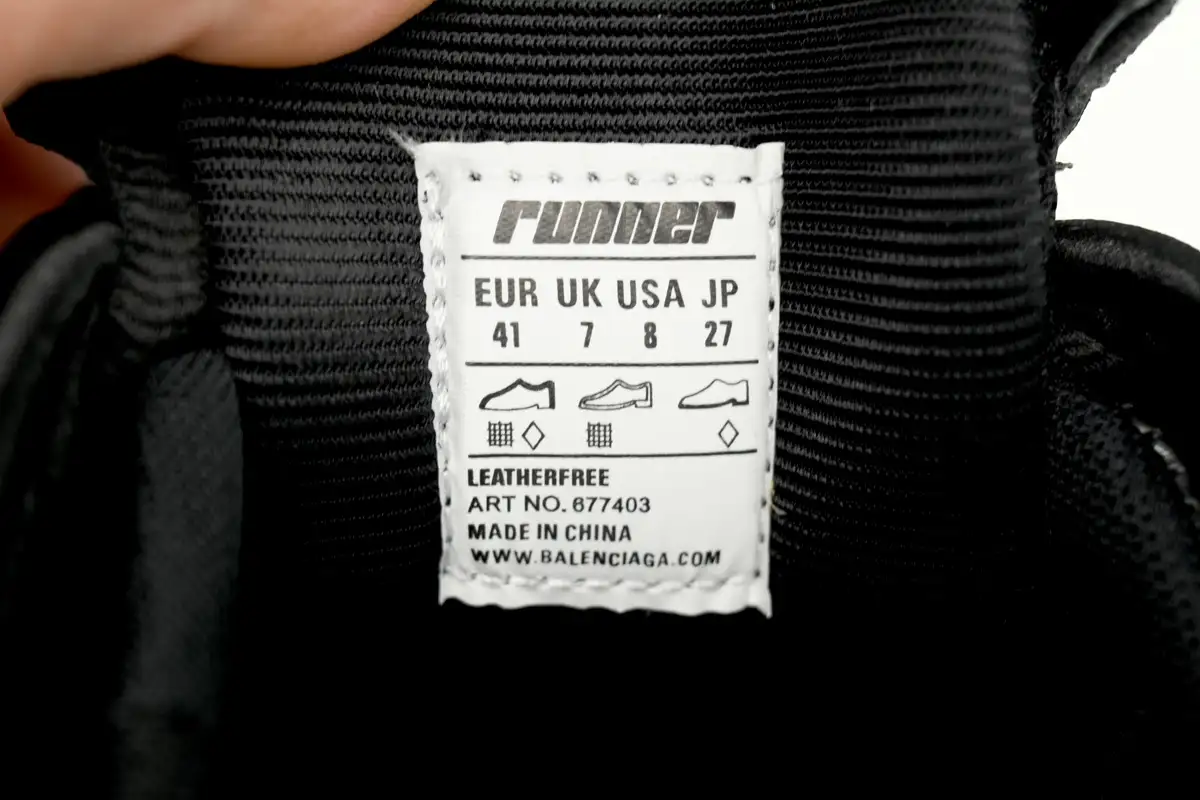 runner
EUR UK USA JP
41 7 8 27
LEATHERFREE
ART NO. 677403
MADE IN CHINA
WWW.BALENCIAGA.COM